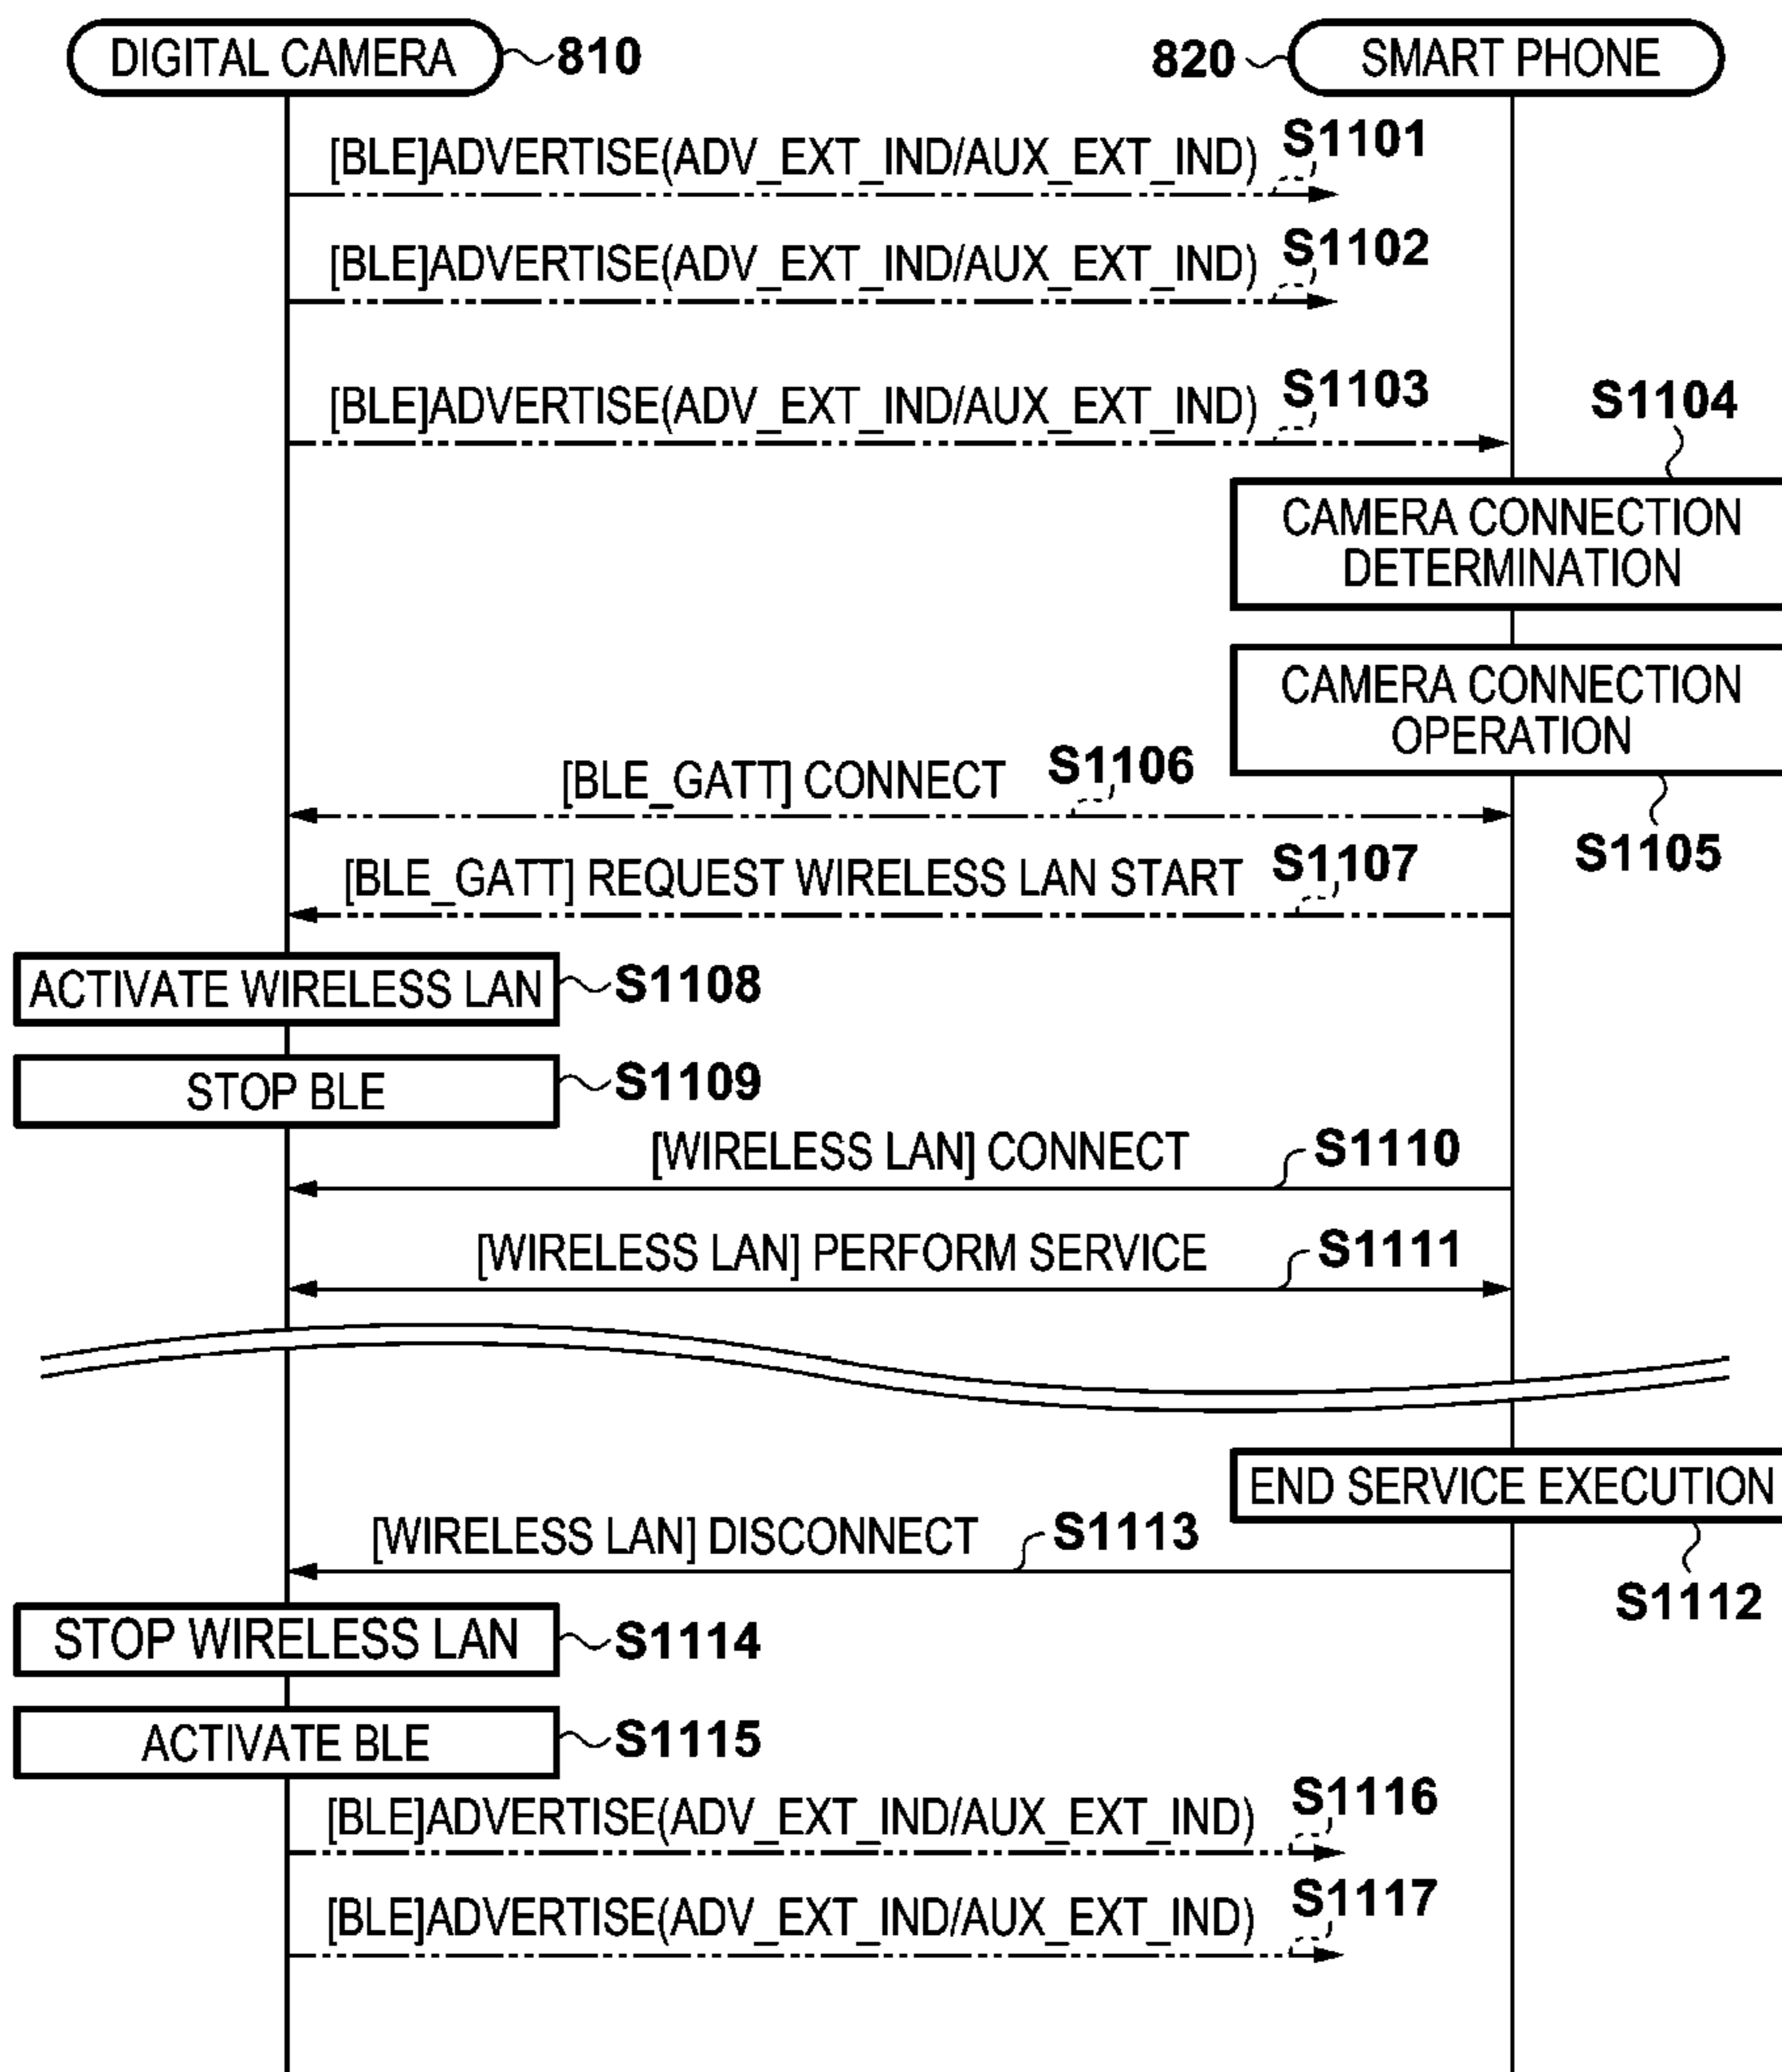 DIGITAL CAMERA
810
820
SMART PHONE
[BLE]ADVERTISE(ADV_EXT_IND/AUX_EXT_IND)
S1101
[BLE]ADVERTISE(ADV_EXT_IND/AUX_EXT_IND)
S1102
[BLE]ADVERTISE(ADV_EXT_IND/AUX_EXT_IND)
S1103
S1104
CAMERA CONNECTION
DETERMINATION
CAMERA CONNECTION
OPERATION
S1105
[BLE_GATT] CONNECT
S1106
[BLE_GATT] REQUEST WIRELESS LAN START
S1107
ACTIVATE WIRELESS LAN
S1108
STOP BLE
S1109
[WIRELESS LAN] CONNECT
S1110
[WIRELESS LAN] PERFORM SERVICE
S1111
END SERVICE EXECUTION
S1112
[WIRELESS LAN] DISCONNECT
S1113
STOP WIRELESS LAN
S1114
ACTIVATE BLE
S1115
[BLE]ADVERTISE(ADV_EXT_IND/AUX_EXT_IND)
S1116
[BLE]ADVERTISE(ADV_EXT_IND/AUX_EXT_IND)
S1117